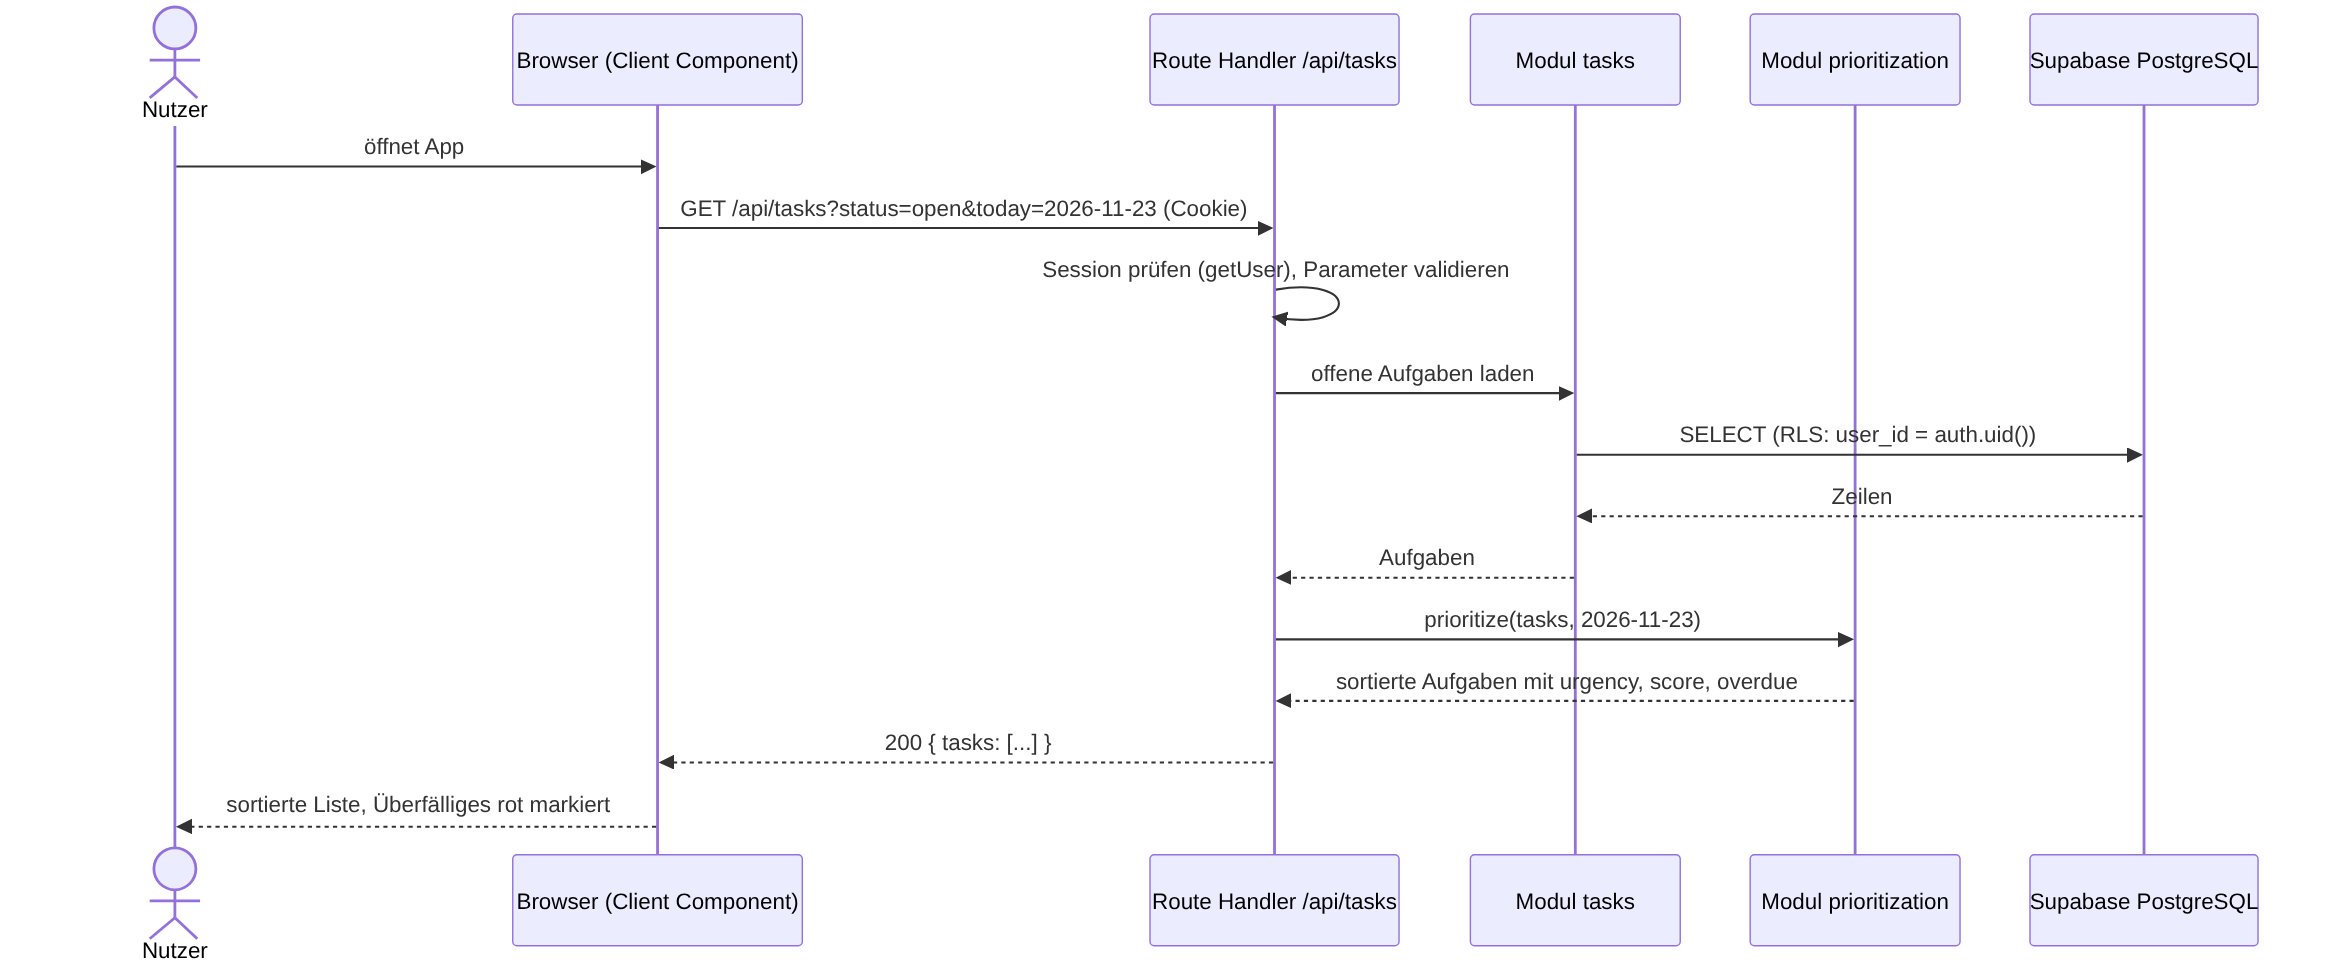 Browser (Client Component)
Route Handler /api/tasks
Modul tasks
Modul prioritization
Supabase PostgreSQL
Nutzer
öffnet App
GET /api/tasks?status=open&today=2026-11-23 (Cookie)
Session prüfen (getUser), Parameter validieren
offene Aufgaben laden
SELECT (RLS: user_id = auth.uid())
Zeilen
Aufgaben
prioritize(tasks, 2026-11-23)
sortierte Aufgaben mit urgency, score, overdue
200 { tasks: [...] }
sortierte Liste, Überfälliges rot markiert
Browser (Client Component)
Route Handler /api/tasks
Modul tasks
Modul prioritization
Supabase PostgreSQL
Nutzer